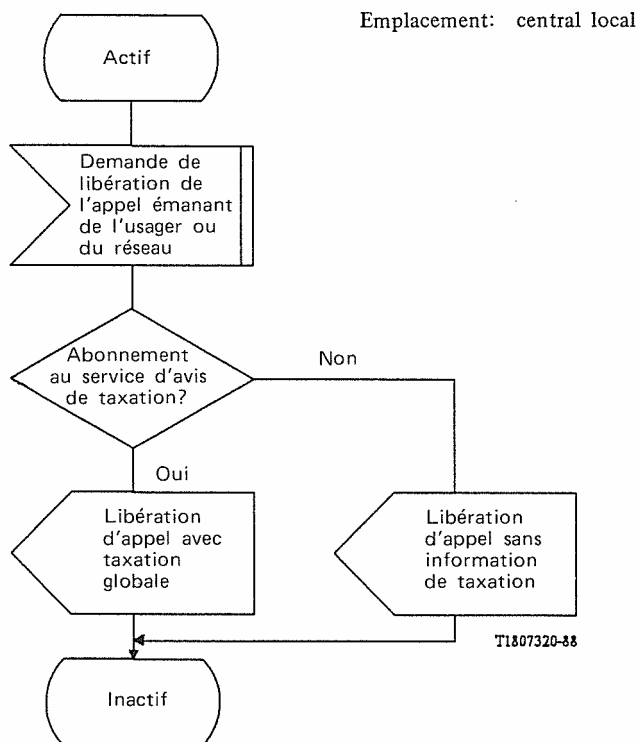 Emplacement: central local
Actif
Demande de
libération de
l'appel émanant
de l'usager ou
du réseau
Abonnement
au service d'avis
de taxation?
Non
Oui
Libération
d'appel avec
taxation
globale
Libération
d'appel sans
information
de taxation
T1807320-88
Inactif